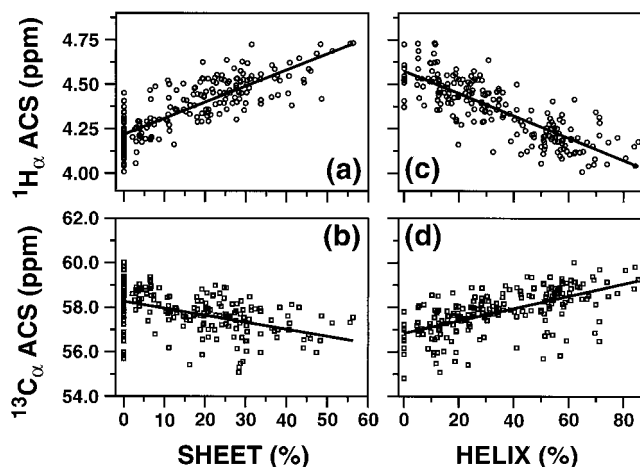 ¹Hα ACS (ppm)
4.75
4.50
4.25
4.00
(a)
(c)
¹³Cα ACS (ppm)
62.0
60.0
58.0
56.0
54.0
(b)
(d)
0 10 20 30 40 50 60
0 20 40 60 80
SHEET (%)
HELIX (%)